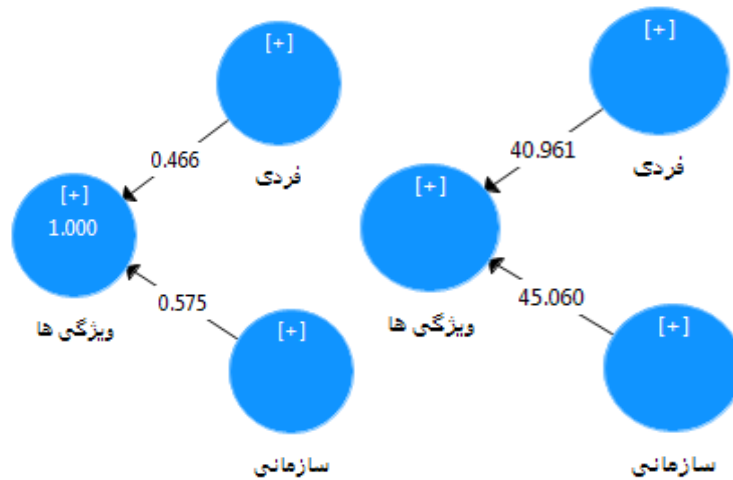 [+]
[+]
0.466
40.961
فردی
فردی
[+]
1.000
[+]
0.575
45.060
ویژگی ها
ویژگی ها
[+]
[+]
سازمانی
سازمانی